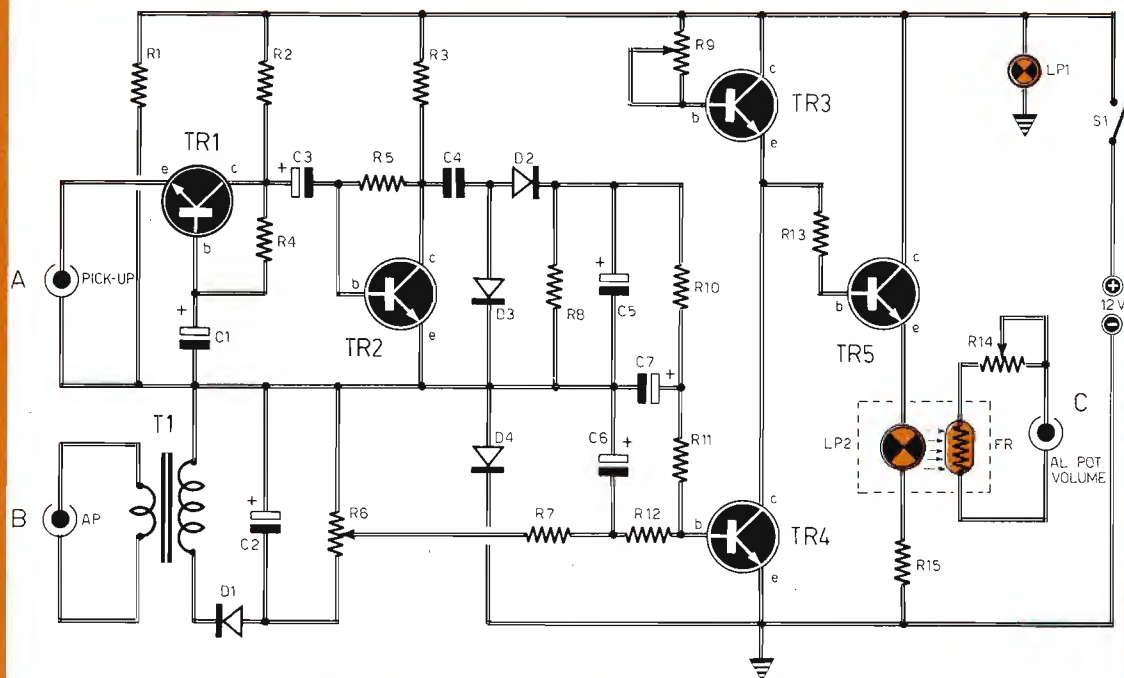 R1
R2
R3
R9
c
TR3
b
e
LP1
S1
TR1
e
c
+ C3
R5
C4
D2
R4
b
R13
A
PICK-UP
+
C1
b
c
TR2
e
D3
R8
+
C5
R10
c
b
TR5
e
+
12 V
−
R14
C7 +
T1
D4
C6 +
R11
LP2
FR
C
AL POT.
VOLUME
B
AP
+
C2
R6
R7
R12
b
c
TR4
e
R15
D1